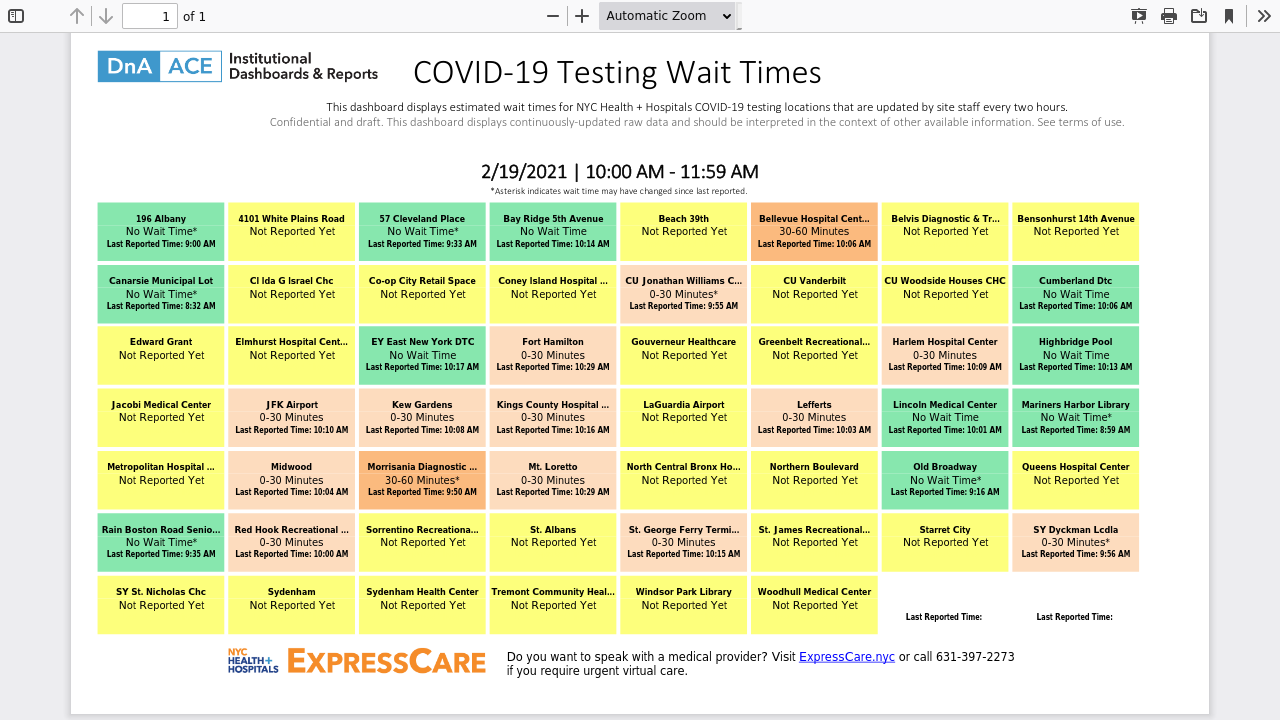 1 of 1 Automatic Zoom
DnA ACE Institutional
Dashboards & Reports
COVID-19 Testing Wait Times
This dashboard displays estimated wait times for NYC Health + Hospitals COVID-19 testing locations that are updated by site staff every two hours.
Confidential and draft. This dashboard displays continuously-updated raw data and should be interpreted in the context of other available information. See terms of use.
2/19/2021 | 10:00 AM - 11:59 AM
*Asterisk indicates wait time may have changed since last reported.
196 Albany
No Wait Time*
Last Reported Time: 9:00 AM
4101 White Plains Road
Not Reported Yet
57 Cleveland Place
No Wait Time*
Last Reported Time: 9:33 AM
Bay Ridge 5th Avenue
No Wait Time
Last Reported Time: 10:14 AM
Beach 39th
Not Reported Yet
Bellevue Hospital Cent...
30-60 Minutes
Last Reported Time: 10:06 AM
Belvis Diagnostic & Tr...
Not Reported Yet
Bensonhurst 14th Avenue
Not Reported Yet
Canarsie Municipal Lot
No Wait Time*
Last Reported Time: 8:32 AM
Cl Ida G Israel Chc
Not Reported Yet
Co-op City Retail Space
Not Reported Yet
Coney Island Hospital ...
Not Reported Yet
CU Jonathan Williams C...
0-30 Minutes*
Last Reported Time: 9:55 AM
CU Vanderbilt
Not Reported Yet
CU Woodside Houses CHC
Not Reported Yet
Cumberland Dtc
No Wait Time
Last Reported Time: 10:06 AM
Edward Grant
Not Reported Yet
Elmhurst Hospital Cent...
Not Reported Yet
EY East New York DTC
No Wait Time
Last Reported Time: 10:17 AM
Fort Hamilton
0-30 Minutes
Last Reported Time: 10:29 AM
Gouverneur Healthcare
Not Reported Yet
Greenbelt Recreational...
Not Reported Yet
Harlem Hospital Center
0-30 Minutes
Last Reported Time: 10:09 AM
Highbridge Pool
No Wait Time
Last Reported Time: 10:13 AM
Jacobi Medical Center
Not Reported Yet
JFK Airport
0-30 Minutes
Last Reported Time: 10:10 AM
Kew Gardens
0-30 Minutes
Last Reported Time: 10:08 AM
Kings County Hospital ...
0-30 Minutes
Last Reported Time: 10:16 AM
LaGuardia Airport
Not Reported Yet
Lefferts
0-30 Minutes
Last Reported Time: 10:03 AM
Lincoln Medical Center
No Wait Time
Last Reported Time: 10:01 AM
Mariners Harbor Library
No Wait Time*
Last Reported Time: 8:59 AM
Metropolitan Hospital ...
Not Reported Yet
Midwood
0-30 Minutes
Last Reported Time: 10:04 AM
Morrisania Diagnostic ...
30-60 Minutes*
Last Reported Time: 9:50 AM
Mt. Loretto
0-30 Minutes
Last Reported Time: 10:29 AM
North Central Bronx Ho...
Not Reported Yet
Northern Boulevard
Not Reported Yet
Old Broadway
No Wait Time*
Last Reported Time: 9:16 AM
Queens Hospital Center
Not Reported Yet
Rain Boston Road Senio...
No Wait Time*
Last Reported Time: 9:35 AM
Red Hook Recreational ...
0-30 Minutes
Last Reported Time: 10:00 AM
Sorrentino Recreationa...
Not Reported Yet
St. Albans
Not Reported Yet
St. George Ferry Termi...
0-30 Minutes
Last Reported Time: 10:15 AM
St. James Recreational...
Not Reported Yet
Starret City
Not Reported Yet
SY Dyckman Lcdla
0-30 Minutes*
Last Reported Time: 9:56 AM
SY St. Nicholas Chc
Not Reported Yet
Sydenham
Not Reported Yet
Sydenham Health Center
Not Reported Yet
Tremont Community Heal...
Not Reported Yet
Windsor Park Library
Not Reported Yet
Woodhull Medical Center
Not Reported Yet
Last Reported Time:
Last Reported Time:
NYC
HEALTH+
HOSPITALS
EXPRESSCARE
Do you want to speak with a medical provider? Visit ExpressCare.nyc or call 631-397-2273
if you require urgent virtual care.